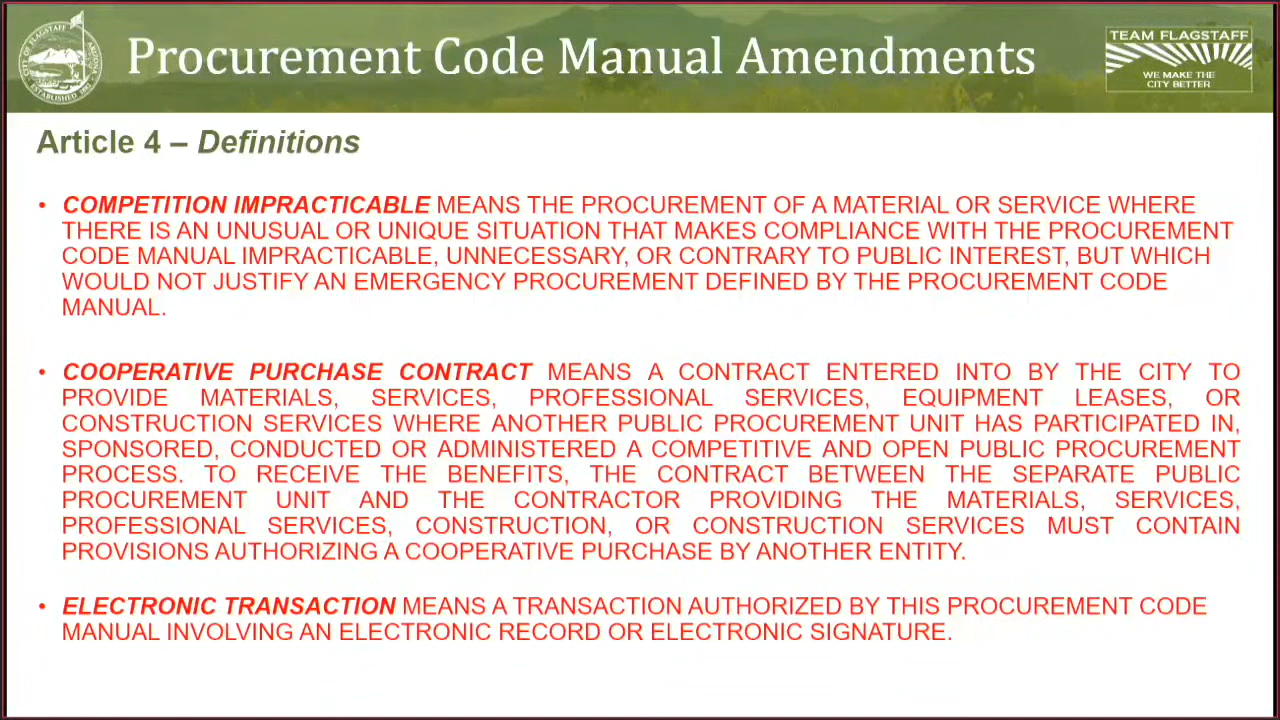 CITY OF FLAGSTAFF ARIZONA
ESTABLISHED 1882
Procurement Code Manual Amendments
TEAM FLAGSTAFF
WE MAKE THE
CITY BETTER
Article 4 – Definitions
• COMPETITION IMPRACTICABLE MEANS THE PROCUREMENT OF A MATERIAL OR SERVICE WHERE
THERE IS AN UNUSUAL OR UNIQUE SITUATION THAT MAKES COMPLIANCE WITH THE PROCUREMENT
CODE MANUAL IMPRACTICABLE, UNNECESSARY, OR CONTRARY TO PUBLIC INTEREST, BUT WHICH
WOULD NOT JUSTIFY AN EMERGENCY PROCUREMENT DEFINED BY THE PROCUREMENT CODE
MANUAL.
• COOPERATIVE PURCHASE CONTRACT MEANS A CONTRACT ENTERED INTO BY THE CITY TO
PROVIDE MATERIALS, SERVICES, PROFESSIONAL SERVICES, EQUIPMENT LEASES, OR
CONSTRUCTION SERVICES WHERE ANOTHER PUBLIC PROCUREMENT UNIT HAS PARTICIPATED IN,
SPONSORED, CONDUCTED OR ADMINISTERED A COMPETITIVE AND OPEN PUBLIC PROCUREMENT
PROCESS. TO RECEIVE THE BENEFITS, THE CONTRACT BETWEEN THE SEPARATE PUBLIC
PROCUREMENT UNIT AND THE CONTRACTOR PROVIDING THE MATERIALS, SERVICES,
PROFESSIONAL SERVICES, CONSTRUCTION, OR CONSTRUCTION SERVICES MUST CONTAIN
PROVISIONS AUTHORIZING A COOPERATIVE PURCHASE BY ANOTHER ENTITY.
• ELECTRONIC TRANSACTION MEANS A TRANSACTION AUTHORIZED BY THIS PROCUREMENT CODE
MANUAL INVOLVING AN ELECTRONIC RECORD OR ELECTRONIC SIGNATURE.